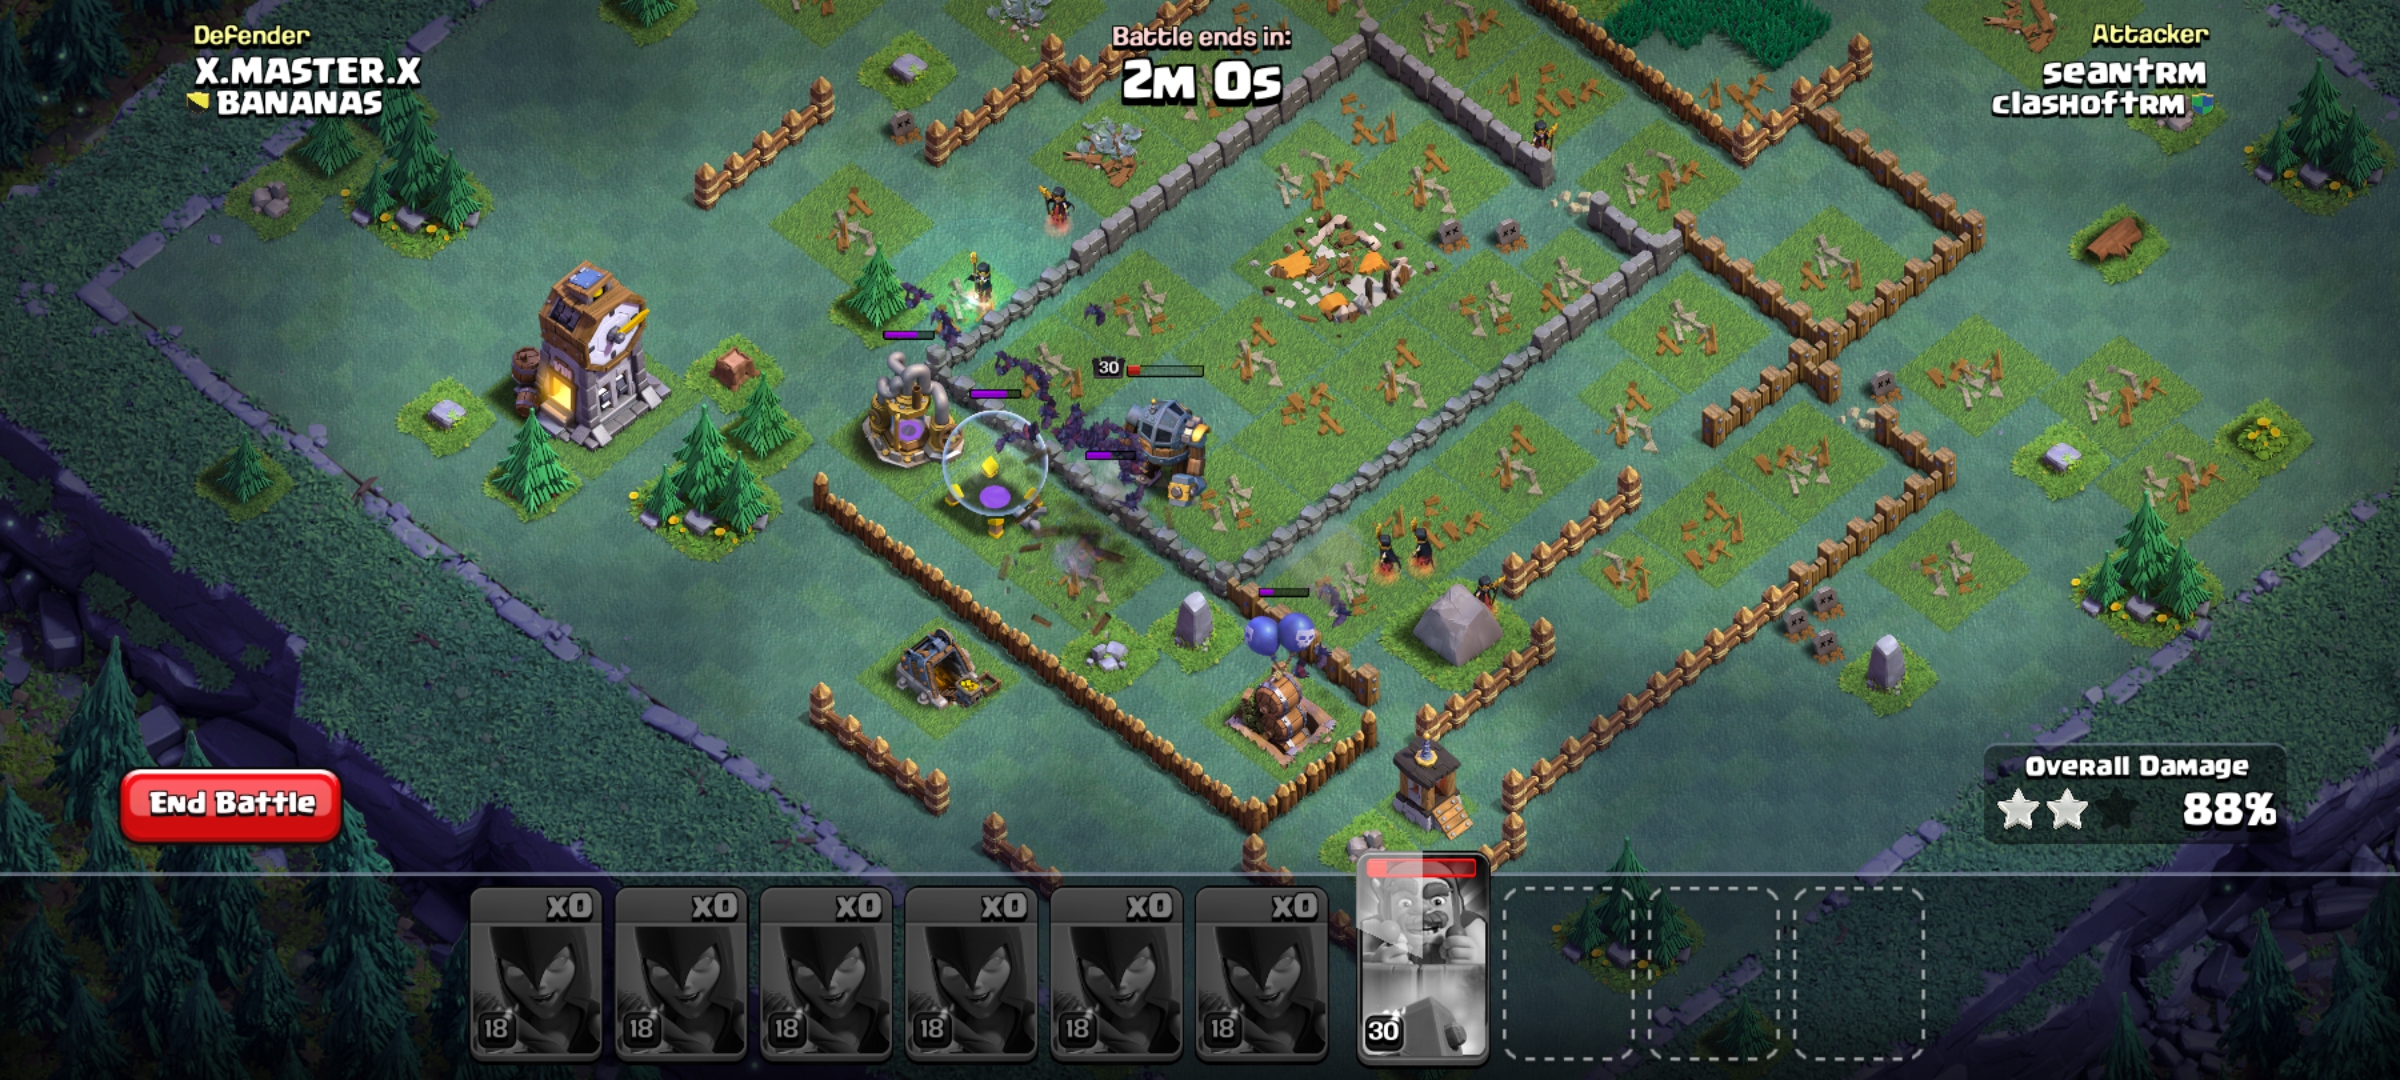 Defender
X.MASTER.X
BANANAS
Battle ends in:
2M 0s
Attacker
seantRM
clashoftRM
30
End Battle
Overall Damage
88%
x0
x0
x0
x0
x0
x0
18
18
18
18
18
18
30